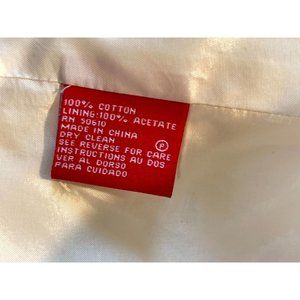 100% COTTON
LINING:100% ACETATE
RN 50610
MADE IN CHINA
DRY CLEAN Ⓟ
SEE REVERSE FOR CARE
INSTRUCTIONS AU DOS
VER AL DORSO
PARA CUIDADO